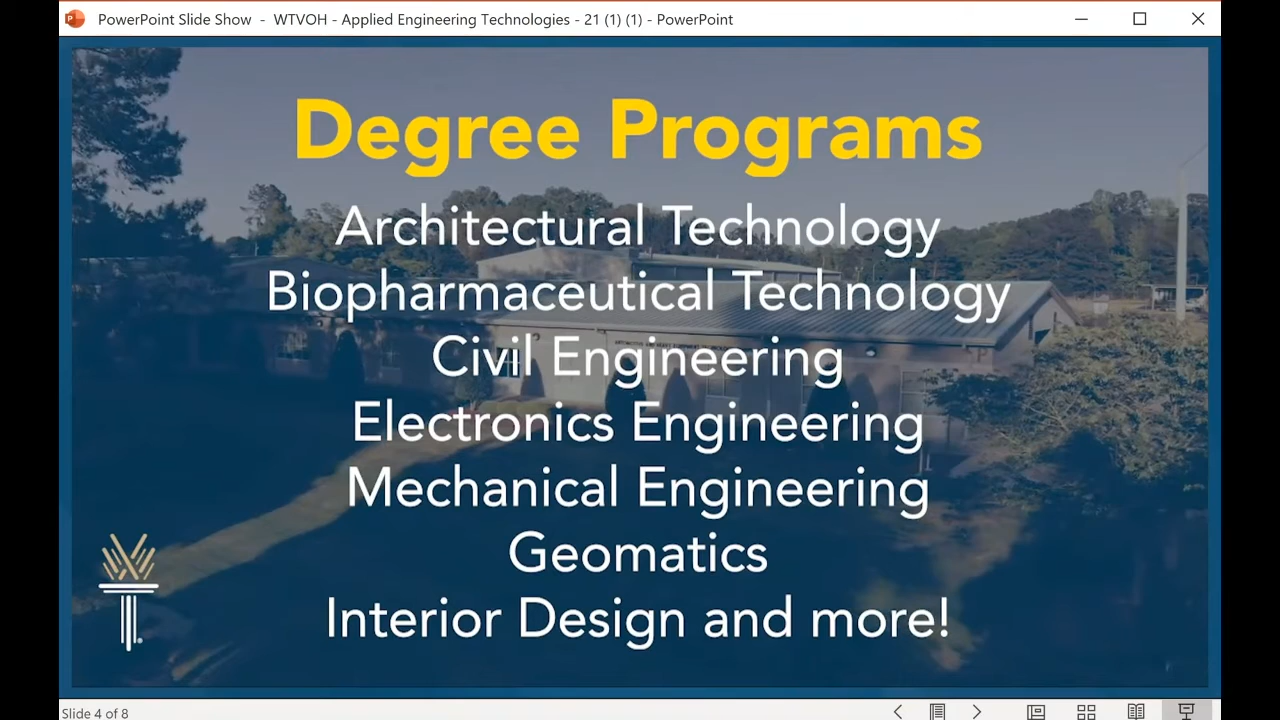 PowerPoint Slide Show - WTVOH - Applied Engineering Technologies - 21 (1) (1) - PowerPoint
Degree Programs
Architectural Technology
Biopharmaceutical Technology
Civil Engineering
Electronics Engineering
Mechanical Engineering
Geomatics
Interior Design and more!
Slide 4 of 8